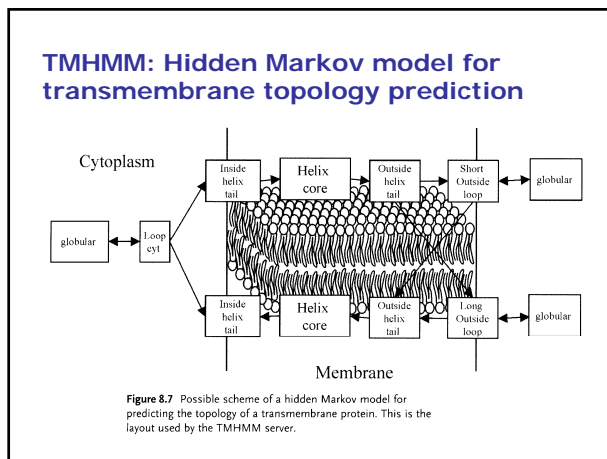 TMHMM: Hidden Markov model for
transmembrane topology prediction
Cytoplasm
Inside
helix
tail
Helix
core
Outside
helix
tail
Short
Outside
loop
globular
globular
Loop
cyt
Inside
helix
tail
Helix
core
Outside
helix
tail
Long
Outside
loop
globular
Membrane
Figure 8.7 Possible scheme of a hidden Markov model for
predicting the topology of a transmembrane protein. This is the
layout used by the TMHMM server.